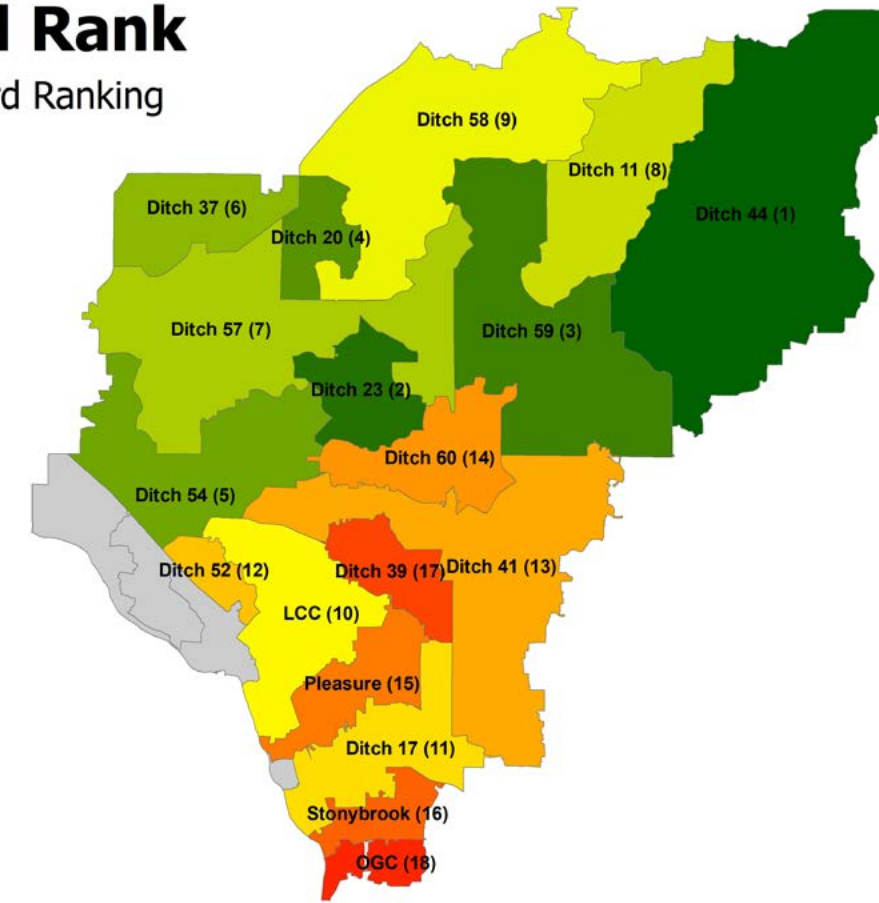 Rank
Ranking
Ditch 58 (9)
Ditch 11 (8)
Ditch 37 (6)
Ditch 44 (1)
Ditch 20 (4)
Ditch 57 (7)
Ditch 59 (3)
Ditch 23 (2)
Ditch 60 (14)
Ditch 54 (5)
Ditch 52 (12)
Ditch 39 (17)
Ditch 41 (13)
LCC (10)
Pleasure (15)
Ditch 17 (11)
Stonybrook (16)
OGC (18)